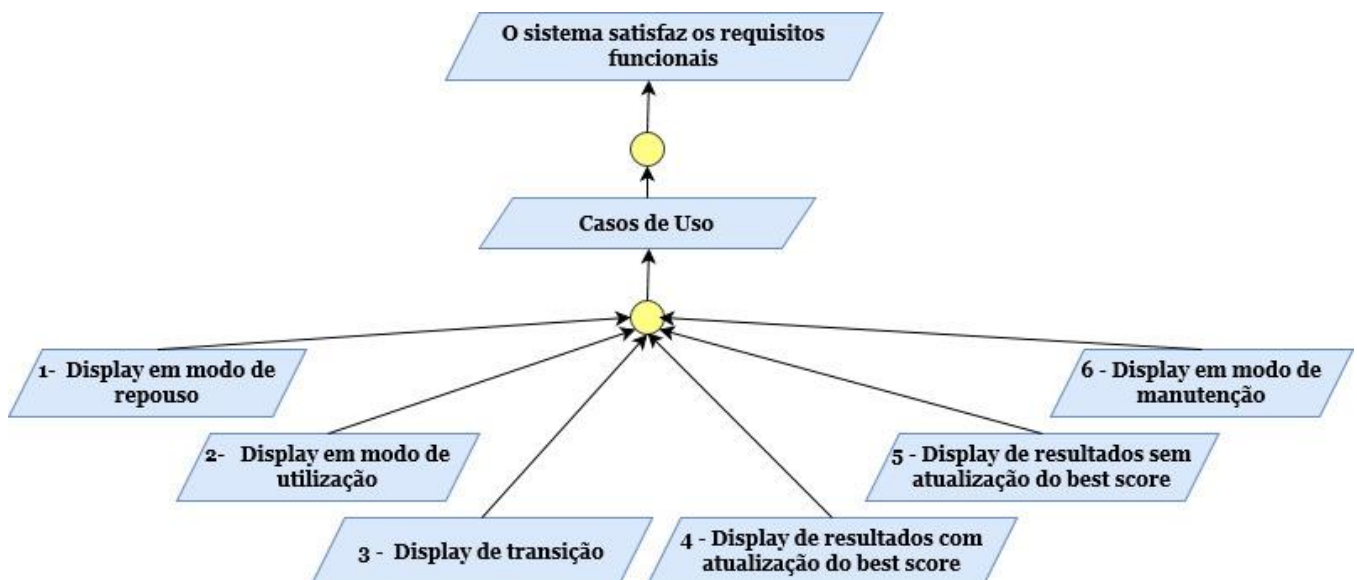 O sistema satisfaz os requisitos
funcionais
Casos de Uso
1- Display em modo de
repouso
2- Display em modo de
utilização
3 - Display de transição
4 - Display de resultados com
atualização do best score
5 - Display de resultados sem
atualização do best score
6 - Display em modo de
manutenção